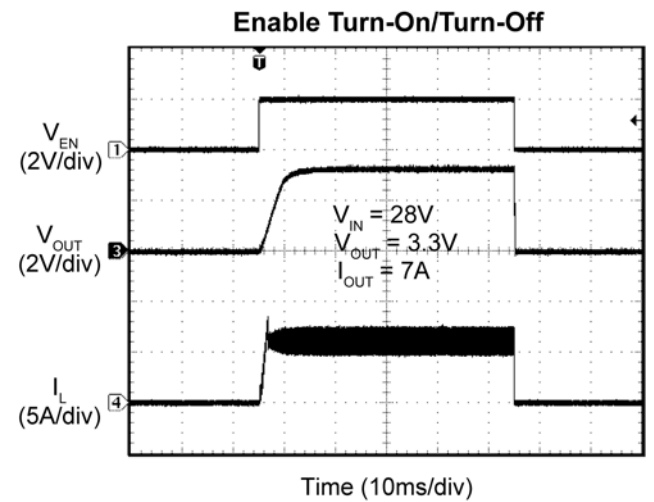 Enable Turn-On/Turn-Off
T
V_EN
(2V/div)
1
V_OUT
(2V/div)
3
V_IN = 28V
V_OUT = 3.3V
I_OUT = 7A
I_L
(5A/div)
4
Time (10ms/div)